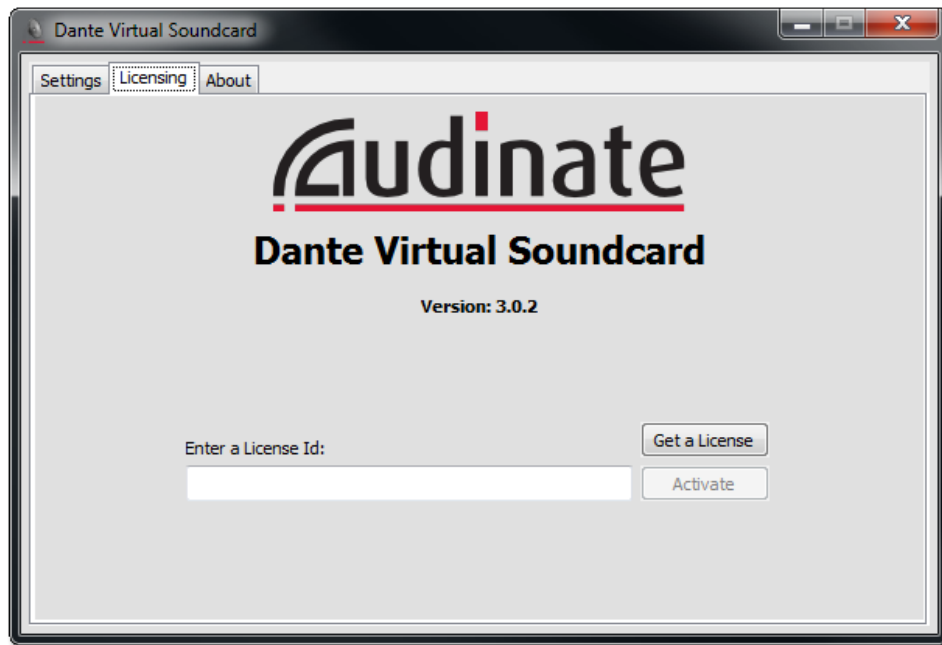 Dante Virtual Soundcard
Settings Licensing About
Audinate
Dante Virtual Soundcard
Version: 3.0.2
Get a License
Enter a License Id:
Activate